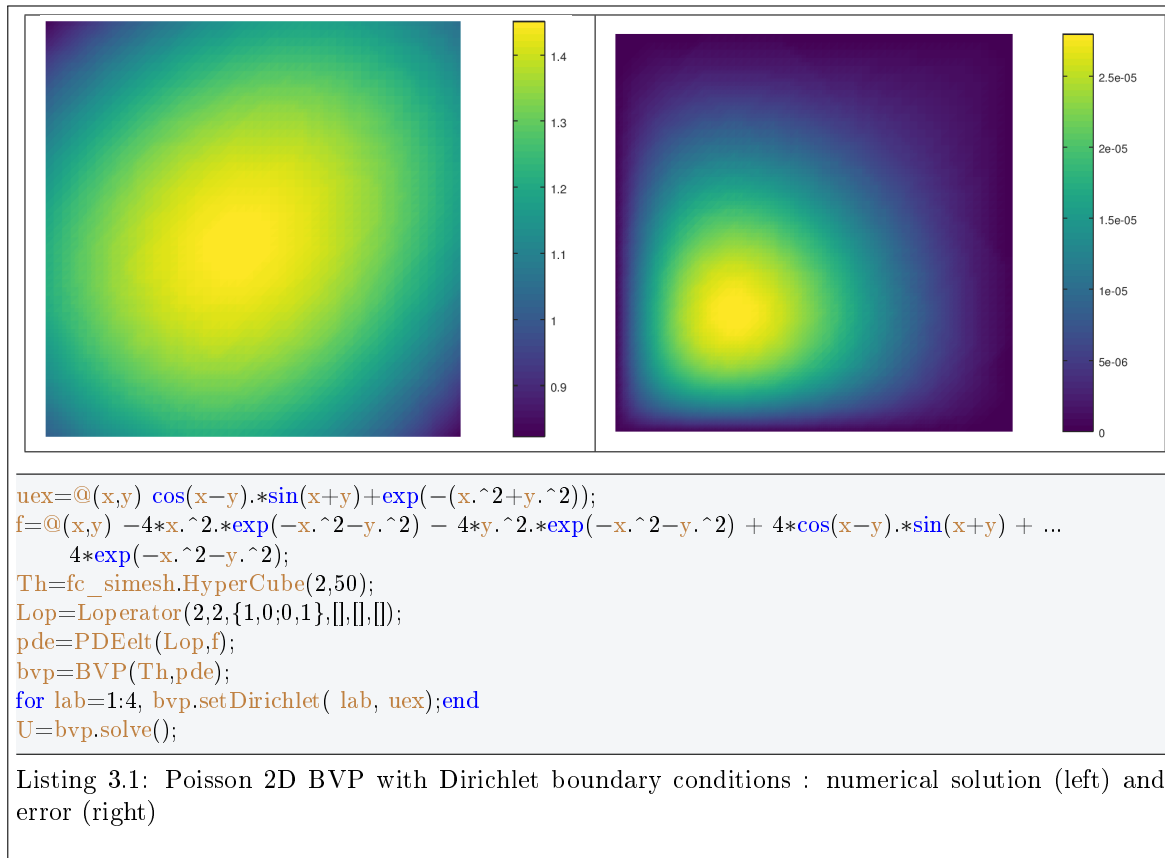 1.4
1.3
1.2
1.1
1
0.9
2.5e-05
2e-05
1.5e-05
1e-05
5e-06
0
uex=@(x,y) cos(x−y).*sin(x+y)+exp(−(x.^2+y.^2));
f=@(x,y) −4*x.^2.*exp(−x.^2−y.^2) − 4*y.^2.*exp(−x.^2−y.^2) + 4*cos(x−y).*sin(x+y) + ...
4*exp(−x.^2−y.^2);
Th=fc_simesh.HyperCube(2,50);
Lop=Loperator(2,2,{1,0;0,1},[],[],[]);
pde=PDEelt(Lop,f);
bvp=BVP(Th,pde);
for lab=1:4, bvp.setDirichlet( lab, uex);end
U=bvp.solve();
Listing 3.1: Poisson 2D BVP with Dirichlet boundary conditions : numerical solution (left) and
error (right)